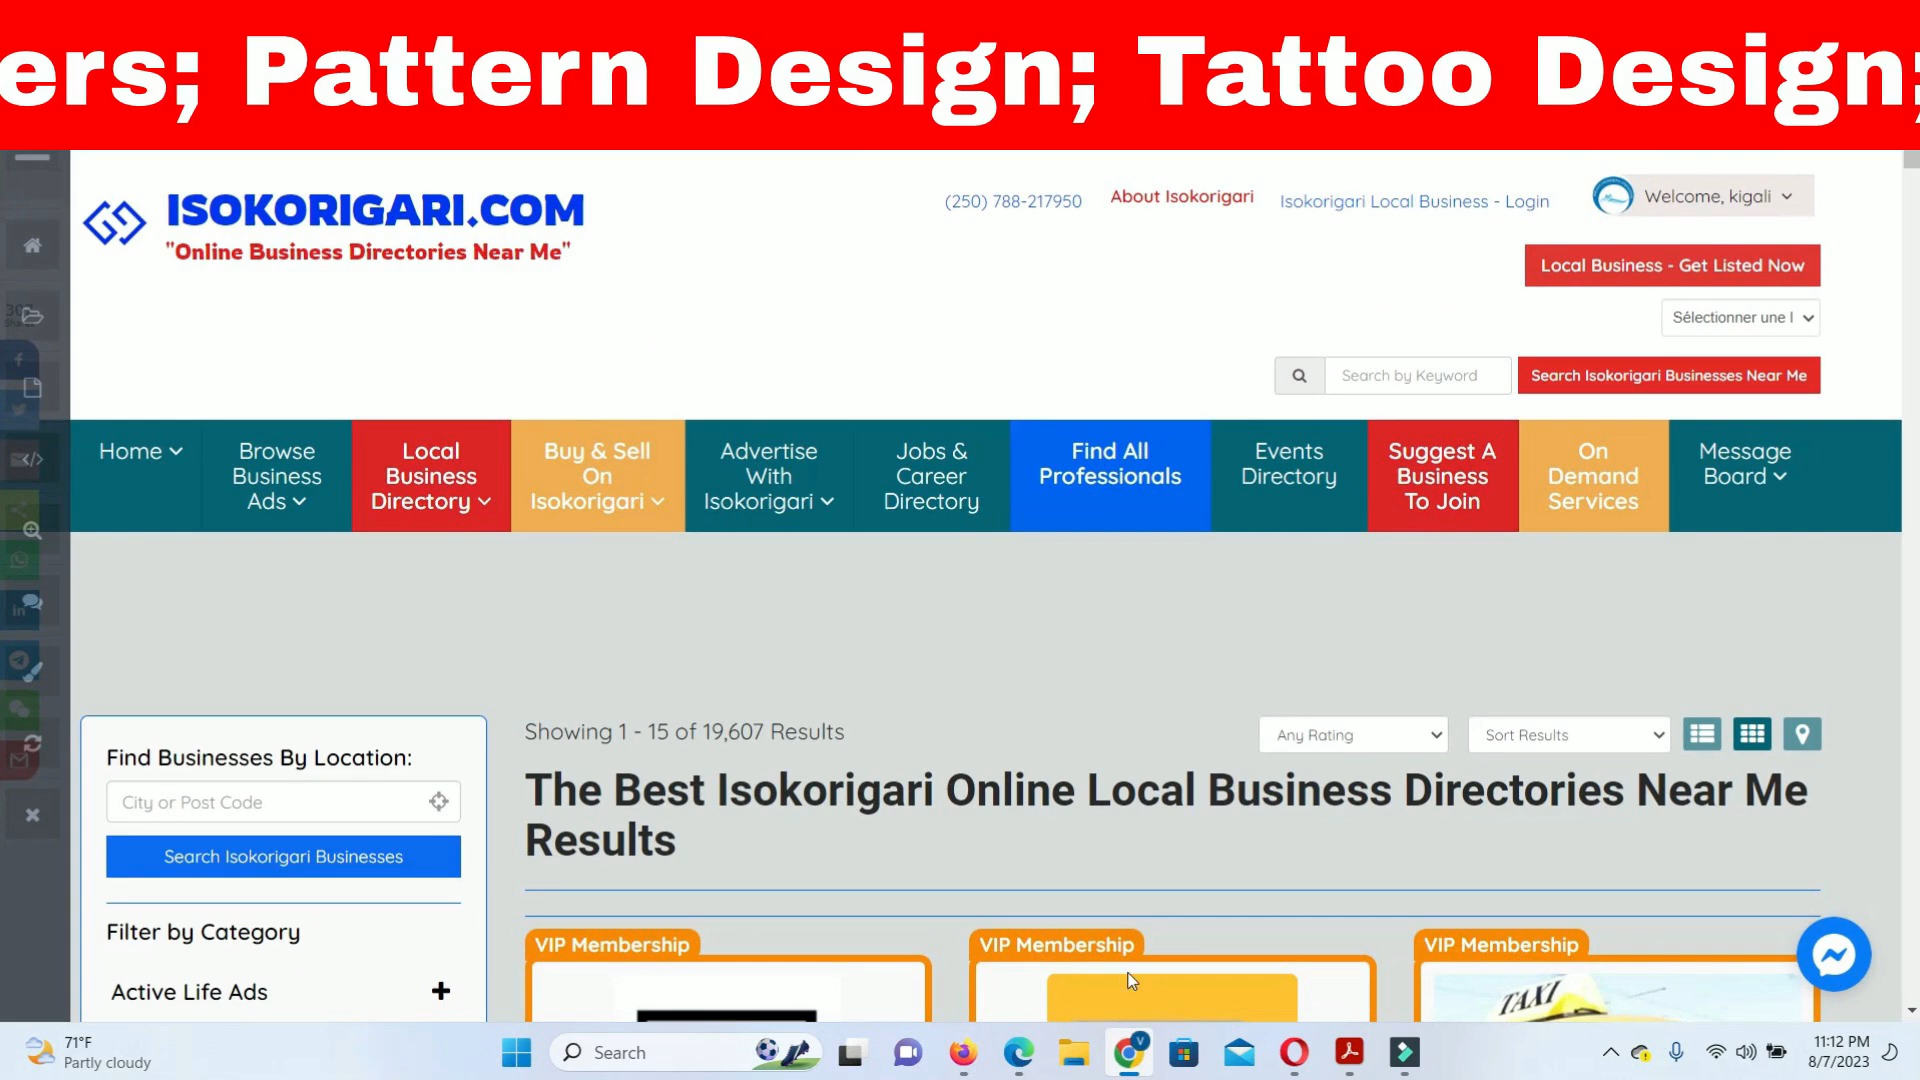 ers; Pattern Design; Tattoo Design;
ISOKORIGARI.COM
"Online Business Directories Near Me"
(250) 788-217950
About Isokorigari
Isokorigari Local Business - Login
Welcome, kigali
Local Business - Get Listed Now
Sélectionner une l
Search by Keyword
Search Isokorigari Businesses Near Me
Home
Browse
Business
Ads
Local
Business
Directory
Buy & Sell
On
Isokorigari
Advertise
With
Isokorigari
Jobs &
Career
Directory
Find All
Professionals
Events
Directory
Suggest A
Business
To Join
On
Demand
Services
Message
Board
Find Businesses By Location:
City or Post Code
Search Isokorigari Businesses
Filter by Category
Active Life Ads
Showing 1 - 15 of 19,607 Results
Any Rating
Sort Results
The Best Isokorigari Online Local Business Directories Near Me
Results
VIP Membership
VIP Membership
VIP Membership
TAXI
71°F
Partly cloudy
Search
11:12 PM
8/7/2023